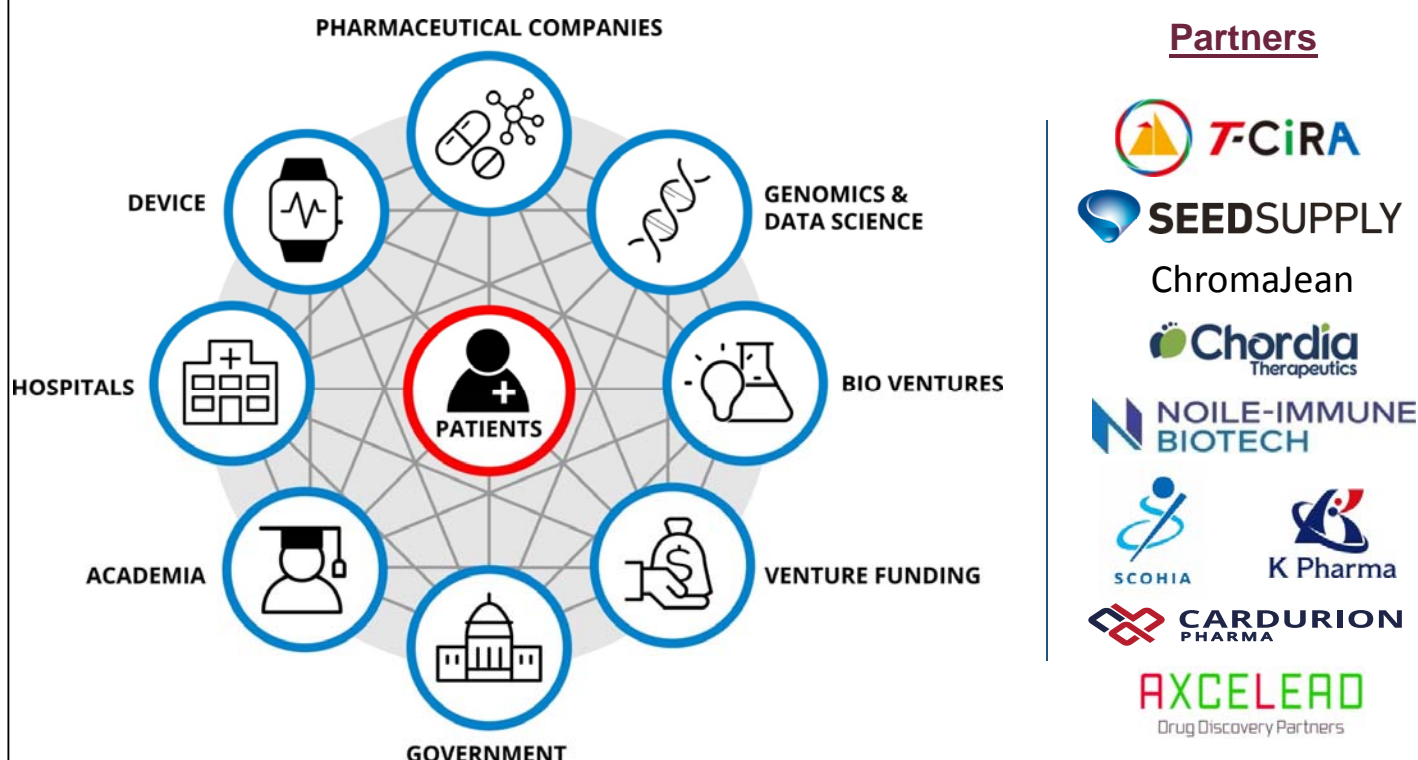 PHARMACEUTICAL COMPANIES
DEVICE
GENOMICS &
DATA SCIENCE
HOSPITALS
PATIENTS
BIO VENTURES
ACADEMIA
VENTURE FUNDING
GOVERNMENT
Partners
T-CiRA
SEEDSUPPLY
ChromaJean
Chordia
Therapeutics
NOILE-IMMUNE
BIOTECH
SCOHIA
K Pharma
CARDURION
PHARMA
AXCELEAD
Drug Discovery Partners